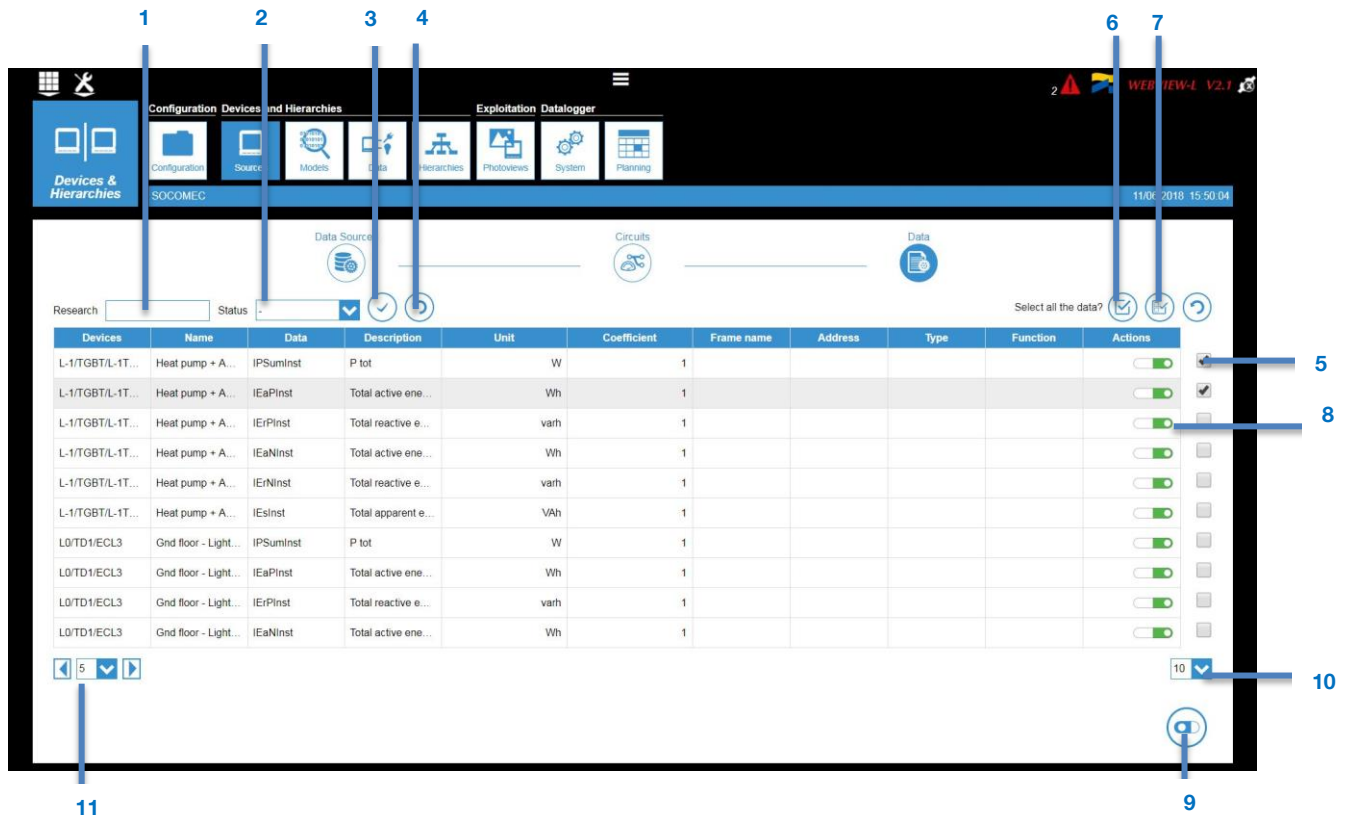 1 2 3 4 6 7
2 WEBVIEW-L V2.1
Configuration Devices and Hierarchies Exploitation Datalogger
Configuration Source Models Data Hierarchies Photoviews System Planning
Devices &
Hierarchies
SOCOMEC 11/06/2018 15:50:04
Data Source Circuits Data
Research Status - Select all the data?
Devices Name Data Description Unit Coefficient Frame name Address Type Function Actions
L-1/TGBT/L-1T... Heat pump + A... IPSumInst P tot W 1
5
L-1/TGBT/L-1T... Heat pump + A... IEaPInst Total active ene... Wh 1
8
L-1/TGBT/L-1T... Heat pump + A... IErPInst Total reactive e... varh 1
L-1/TGBT/L-1T... Heat pump + A... IEaNInst Total active ene... Wh 1
L-1/TGBT/L-1T... Heat pump + A... IErNInst Total reactive e... varh 1
L-1/TGBT/L-1T... Heat pump + A... IEsInst Total apparent e... VAh 1
L0/TD1/ECL3 Gnd floor - Light... IPSumInst P tot W 1
L0/TD1/ECL3 Gnd floor - Light... IEaPInst Total active ene... Wh 1
L0/TD1/ECL3 Gnd floor - Light... IErPInst Total reactive e... varh 1
L0/TD1/ECL3 Gnd floor - Light... IEaNInst Total active ene... Wh 1
5 10
10
11 9